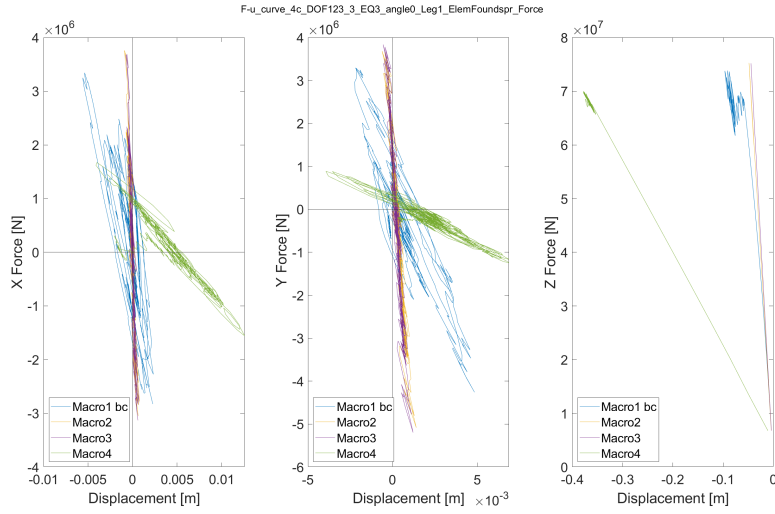 F-u_curve_4c_DOF123_3_EQ3_angle0_Leg1_ElemFoundspr_Force
×10^6
4
3
2
1
0
-1
-2
-3
-4
X Force [N]
-0.01
-0.005
0
0.005
0.01
Displacement [m]
Macro1 bc
Macro2
Macro3
Macro4
×10^6
4
3
2
1
0
-1
-2
-3
-4
-5
-6
Y Force [N]
-5
0
5
×10^-3
Displacement [m]
Macro1 bc
Macro2
Macro3
Macro4
×10^7
8
7
6
5
4
3
2
1
0
Z Force [N]
-0.4
-0.3
-0.2
-0.1
0
Displacement [m]
Macro1 bc
Macro2
Macro3
Macro4